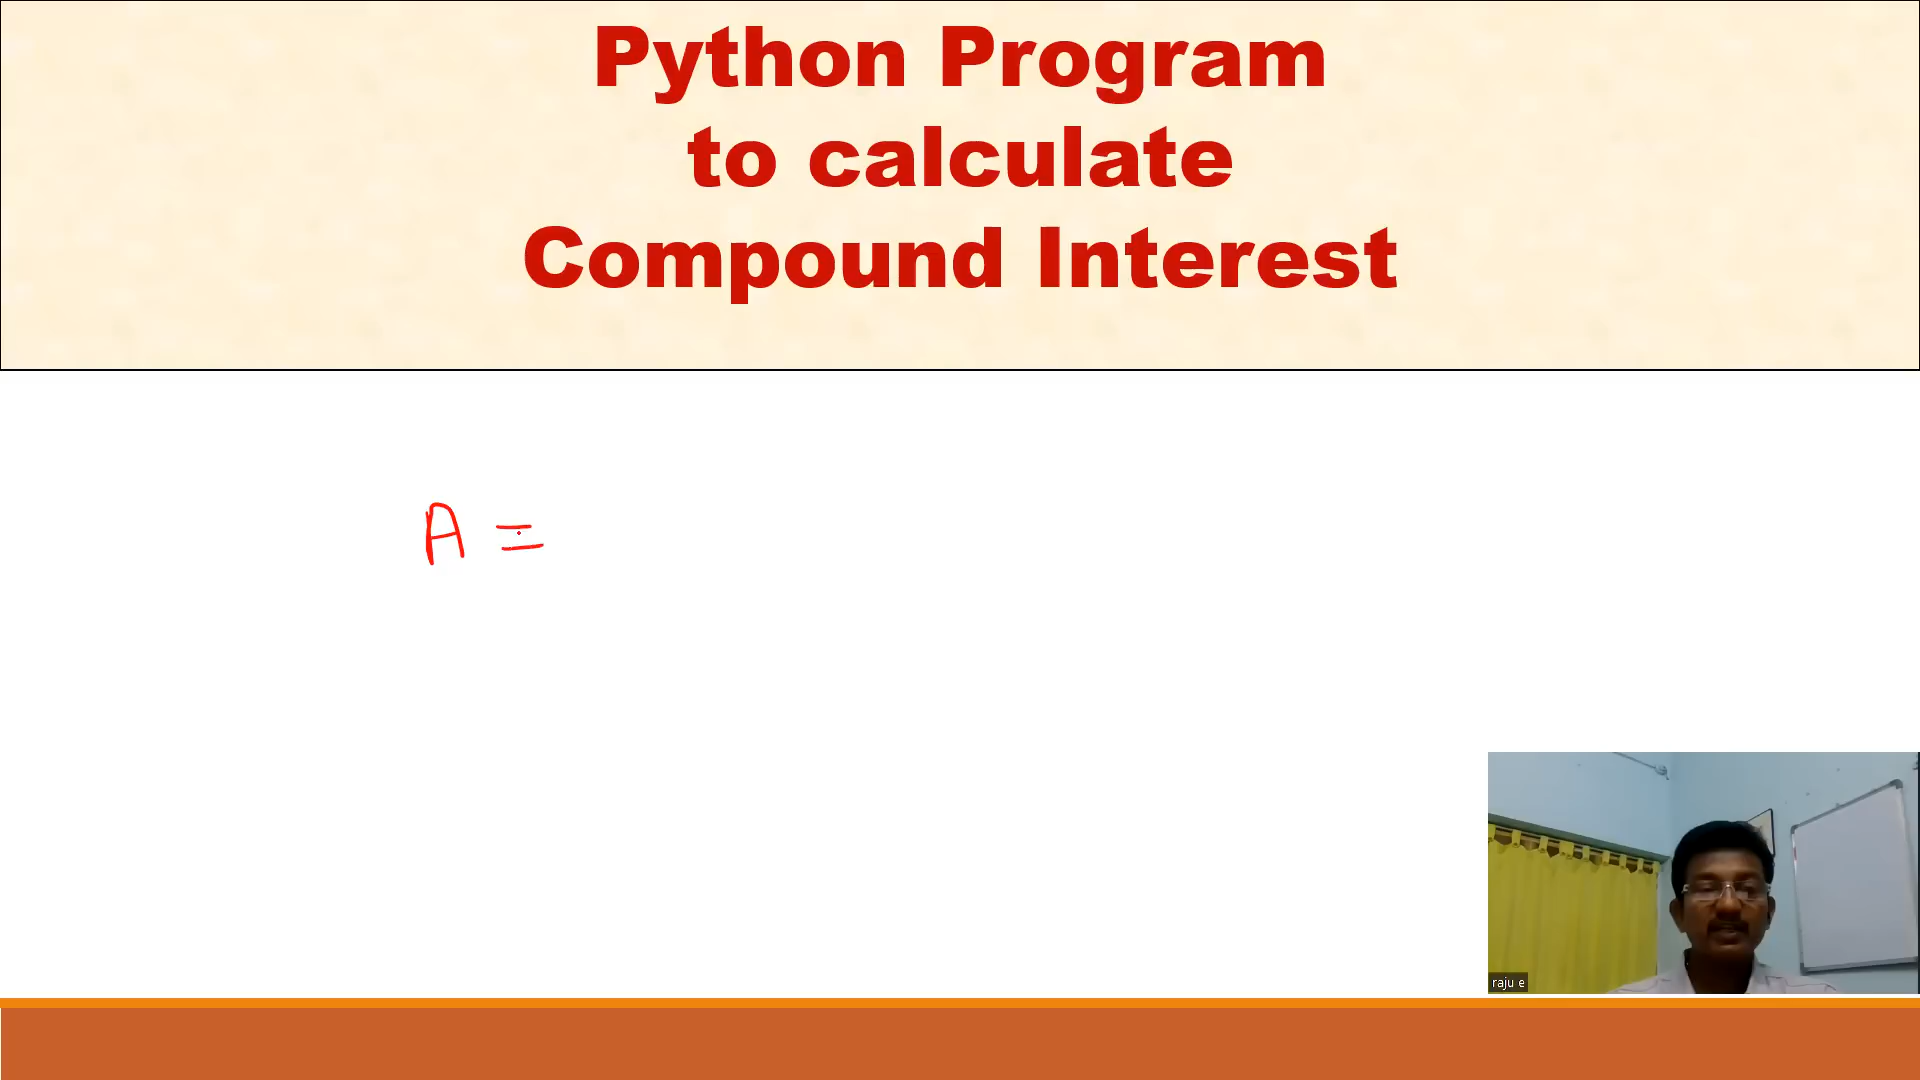 Python Program
to calculate
Compound Interest
A =
raju e